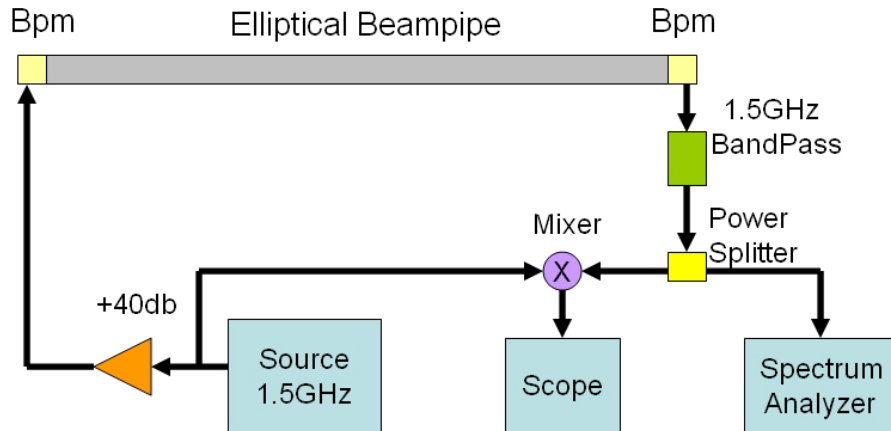 Bpm
Elliptical Beampipe
Bpm
1.5GHz
BandPass
Mixer
Power
Splitter
X
+40db
Source
1.5GHz
Scope
Spectrum
Analyzer